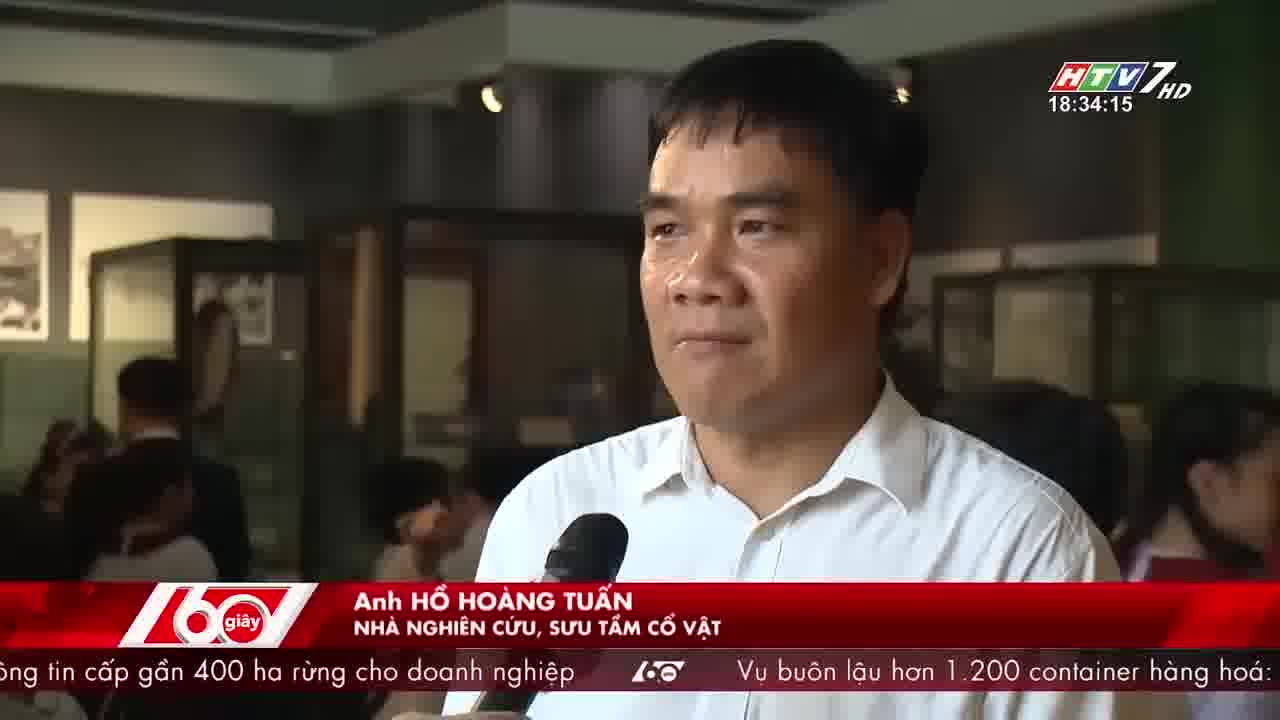 HTV7 HD
18:34:15
60 giây
Anh HỒ HOÀNG TUẤN
NHÀ NGHIÊN CỨU, SƯU TẦM CỔ VẬT
tin cấp gần 400 ha rừng cho doanh nghiệp 60 Vụ buôn lậu hơn 1.200 container hàng hoá: